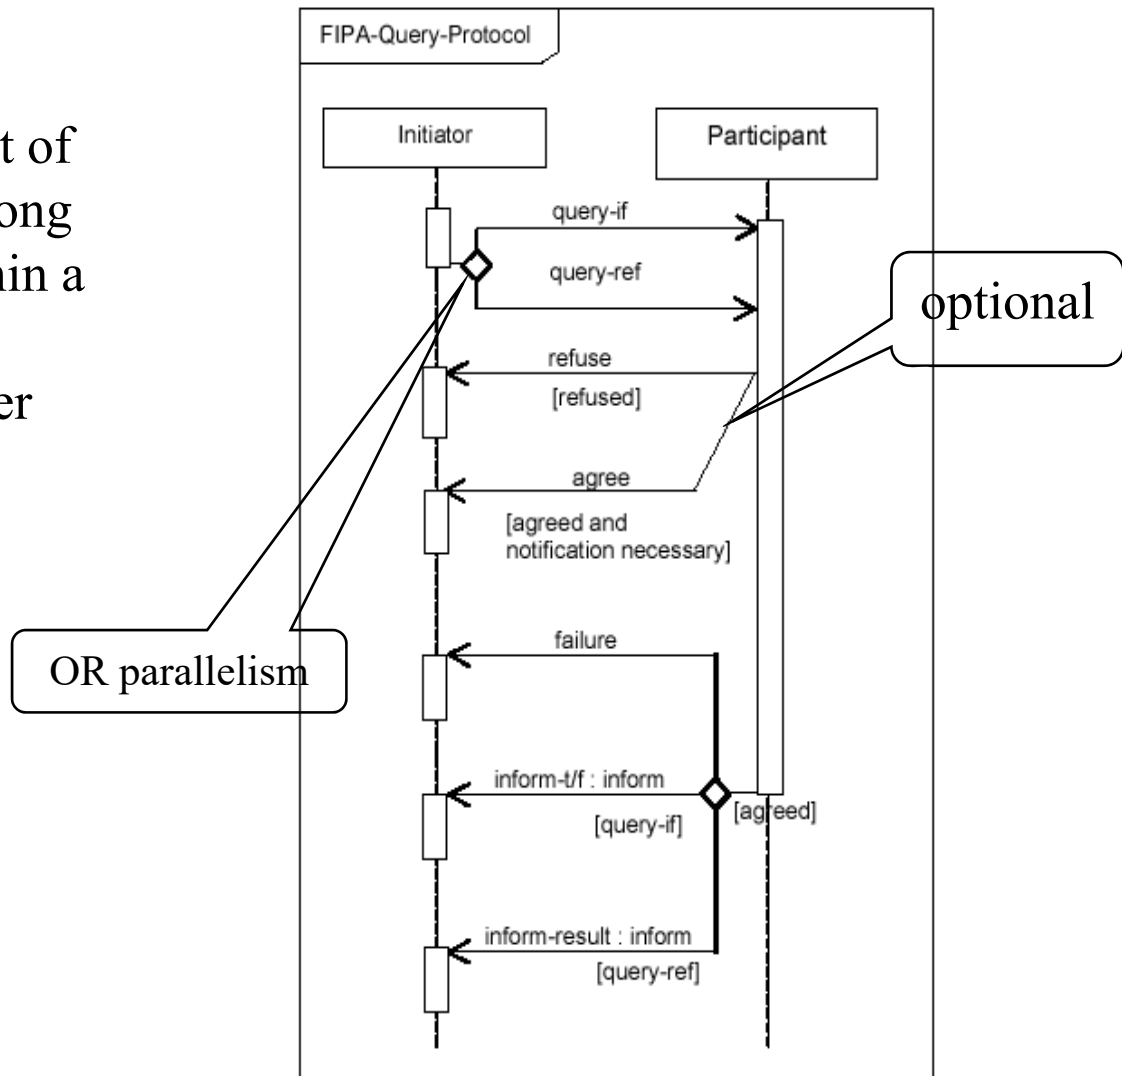 t of
ong
hin a
er
FIPA-Query-Protocol
Initiator
Participant
query-if
query-ref
optional
refuse
[refused]
agree
[agreed and
notification necessary]
OR parallelism
failure
inform-t/f : inform
[query-if]
[agreed]
inform-result : inform
[query-ref]